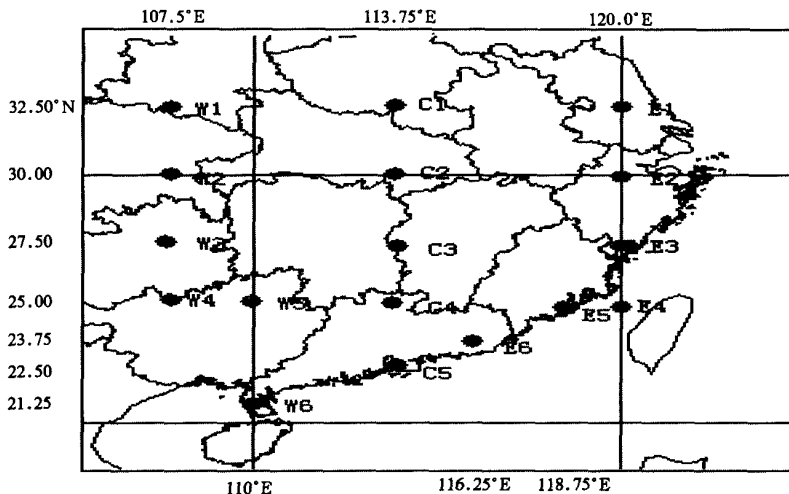 107.5°E 113.75°E 120.0°E
32.50°N W1 C1 E1
30.00 W2 C2 E2
27.50 W3 C3 E3
25.00 W4 W5 C4 E5 E4
23.75 E6
22.50 C5
21.25 W6
110°E 116.25°E 118.75°E